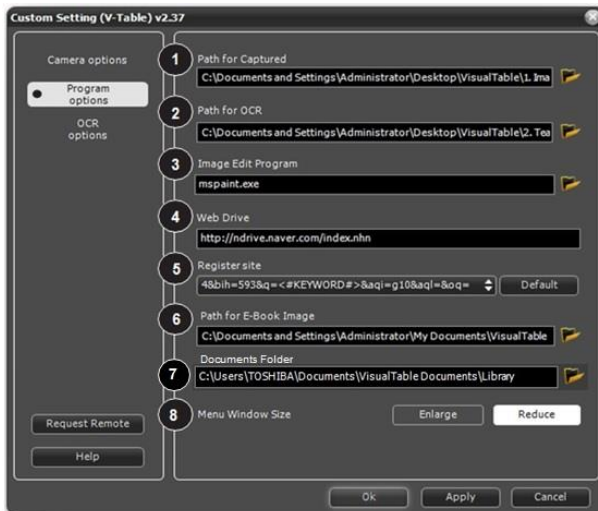 Custom Setting (V-Table) v2.37
Camera options
Program
options
OCR
options
Request Remote
Help
1 Path for Captured
C:\Documents and Settings\Administrator\Desktop\VisualTable\1. Ima
2 Path for OCR
C:\Documents and Settings\Administrator\Desktop\VisualTable\2. Tea
3 Image Edit Program
mspaint.exe
4 Web Drive
http://ndrive.naver.com/index.nhn
5 Register site
4&bih=593&q=<#KEYWORD#>&aqi=g10&aql=&oq= Default
6 Path for E-Book Image
C:\Documents and Settings\Administrator\My Documents\VisualTable
7 Documents Folder
C:\Users\TOSHIBA\Documents\VisualTable Documents\Library
8 Menu Window Size Enlarge Reduce
Ok Apply Cancel